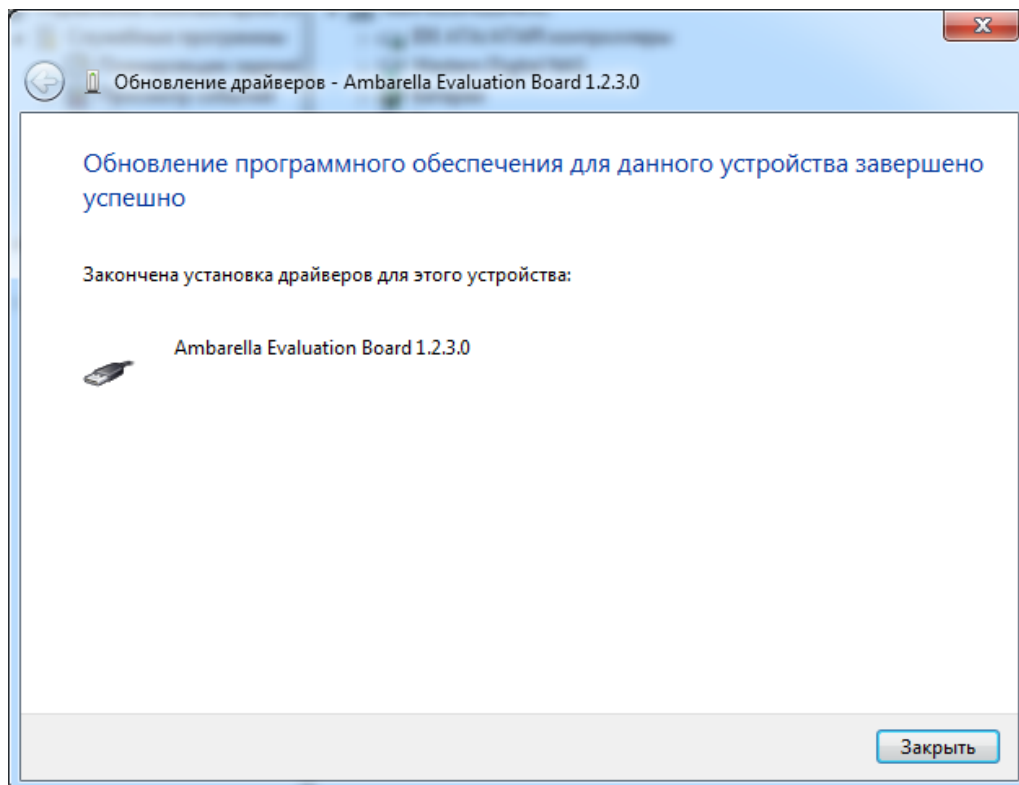 Обновление драйверов - Ambarella Evaluation Board 1.2.3.0
Обновление программного обеспечения для данного устройства завершено
успешно
Закончена установка драйверов для этого устройства:
Ambarella Evaluation Board 1.2.3.0
Закрыть